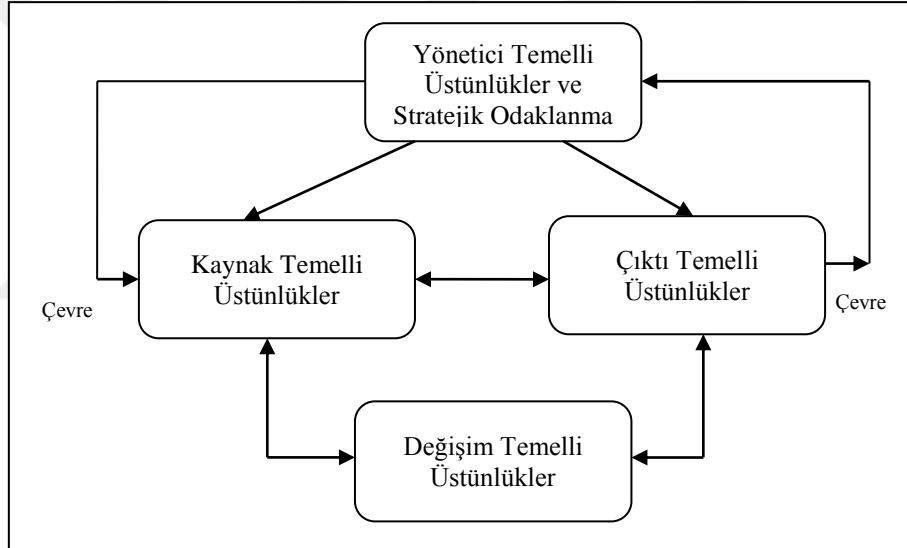 Yönetici Temelli
Üstünlükler ve
Stratejik Odaklanma
Kaynak Temelli
Üstünlükler
Çıktı Temelli
Üstünlükler
Çevre
Çevre
Değişim Temelli
Üstünlükler